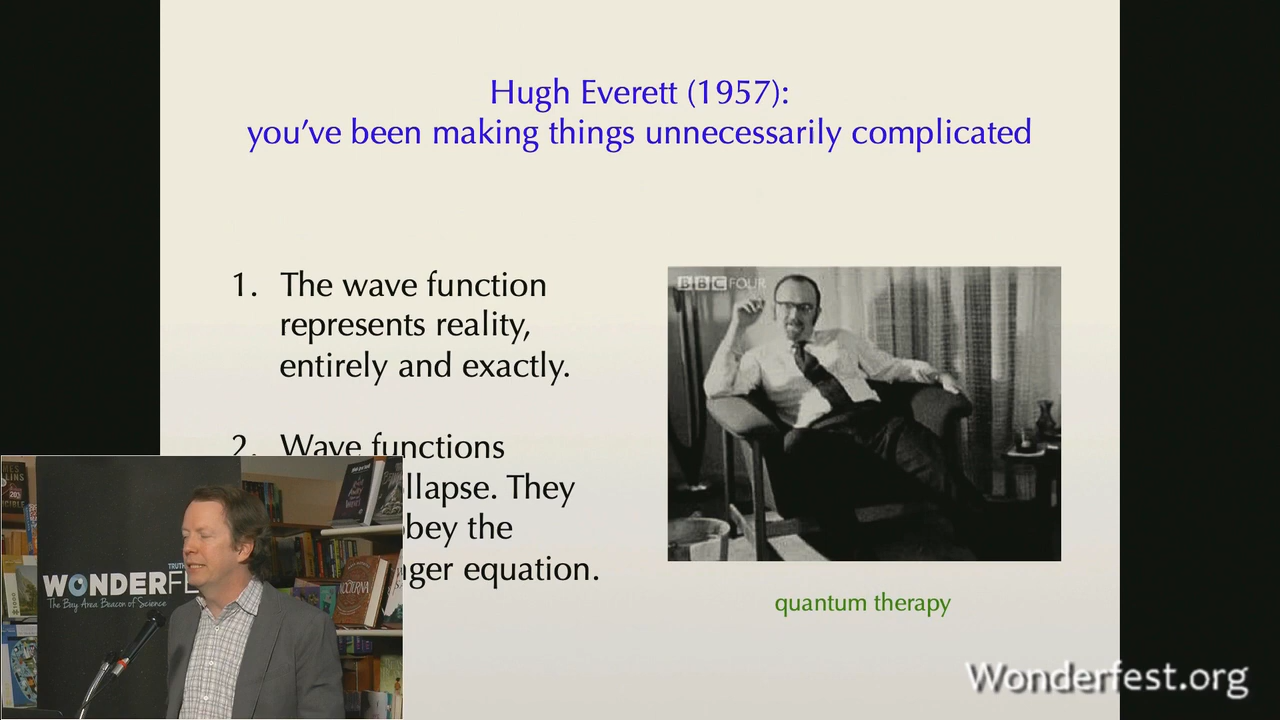 Hugh Everett (1957):
you've been making things unnecessarily complicated
1. The wave function
represents reality,
entirely and exactly.
BBC FOUR
2. Wave functions
llapse. They
bey the
nger equation.
quantum therapy
WONDERFE
The Bay Area Beacon of Science
NOCTURNA
Wonderfest.org